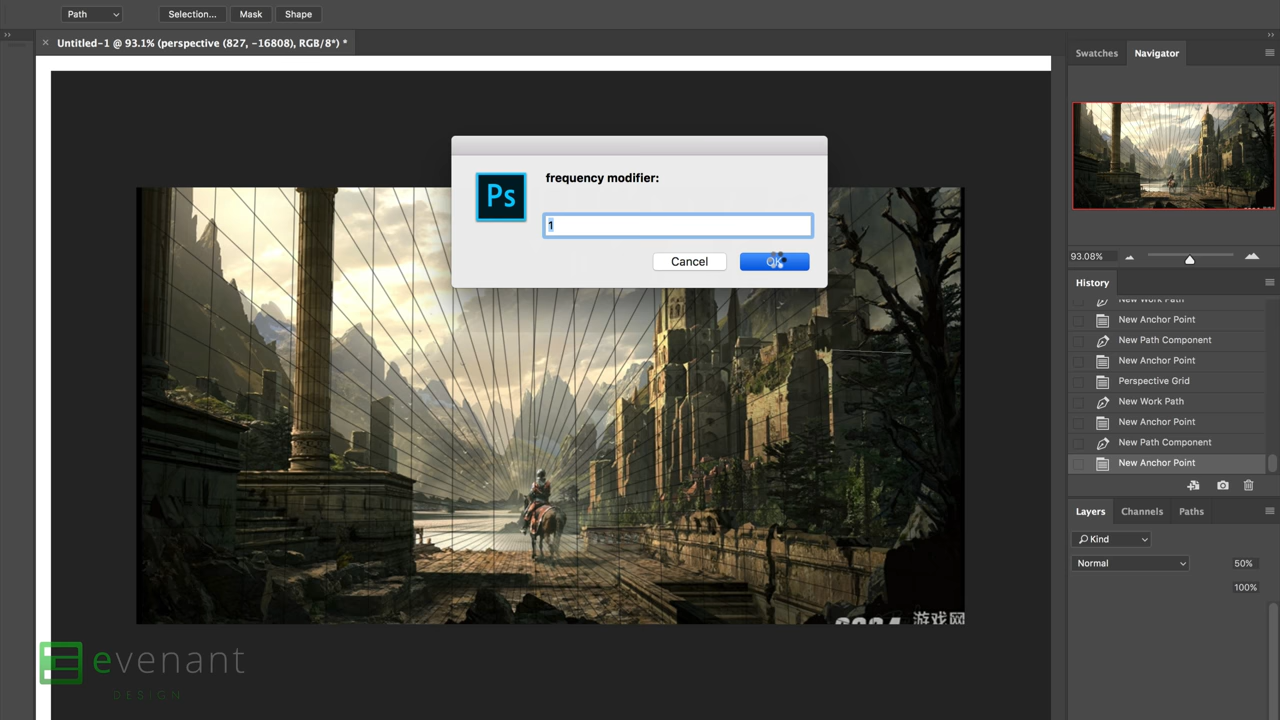 Path
Selection...
Mask
Shape
Untitled-1 @ 93.1% (perspective (827, -16808), RGB/8*) *
Swatches
Navigator
Ps
frequency modifier:
1
Cancel
OK
93.08%
History
New Work Path
New Anchor Point
New Path Component
New Anchor Point
Perspective Grid
New Work Path
New Anchor Point
New Path Component
New Anchor Point
Layers
Channels
Paths
Kind
Normal
50%
100%
游戏网
evenant
DESIGN